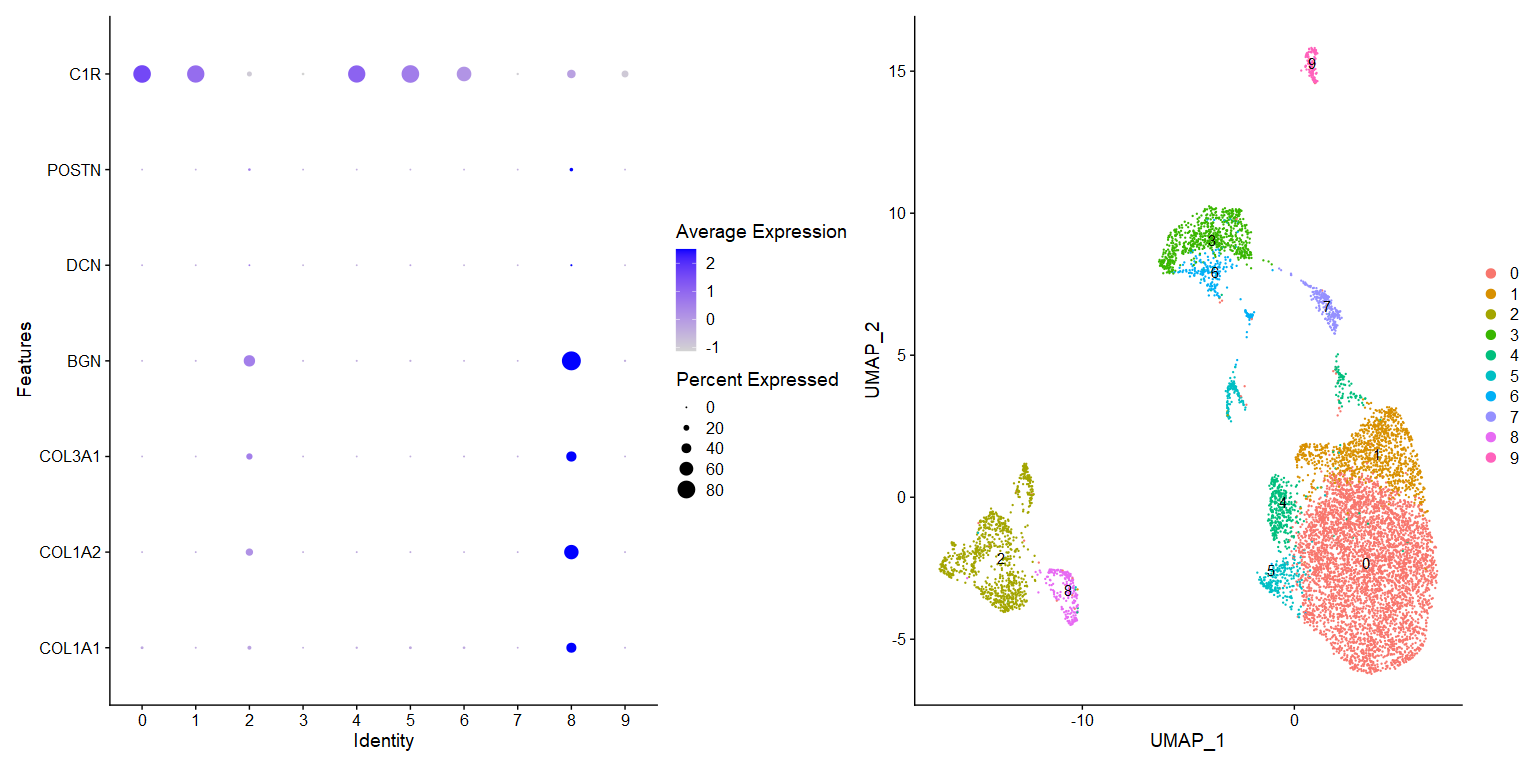 C1R
POSTN
DCN
BGN
COL3A1
COL1A2
COL1A1
Features
0 1 2 3 4 5 6 7 8 9
Identity
Average Expression
2
1
0
-1
Percent Expressed
0
20
40
60
80
15
10
5
0
-5
UMAP_2
-10 0
UMAP_1
9
3
6
7
1
4
0
5
2
8
0
1
2
3
4
5
6
7
8
9